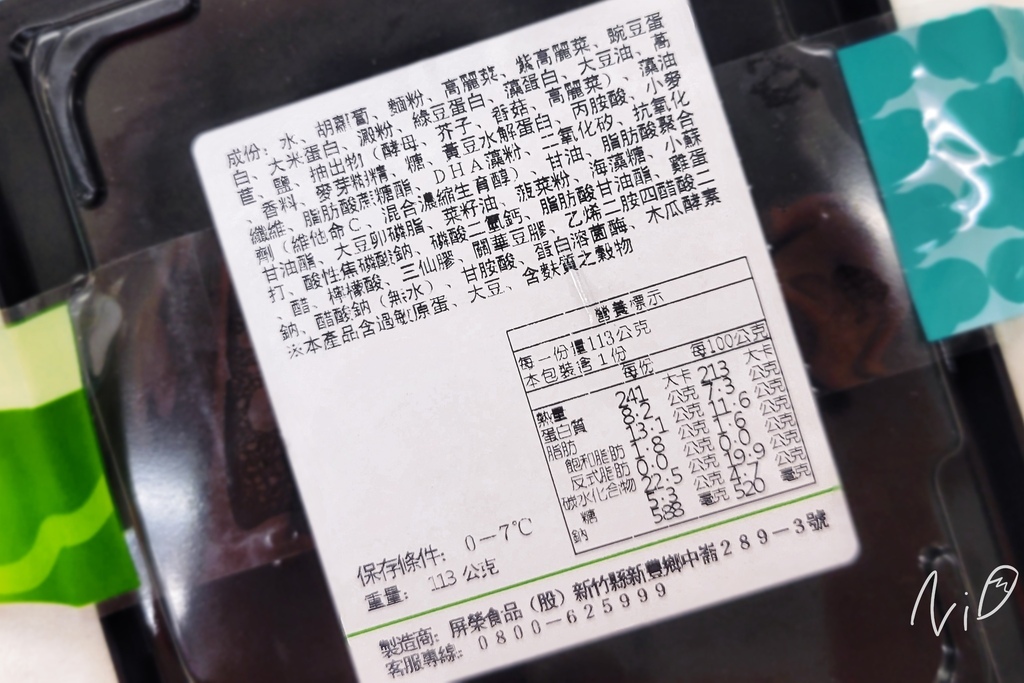 成份：水、胡蘿蔔、麵粉、高麗菜、紫高麗菜、豌豆蛋
白、大米蛋白、澱粉、綠豆蛋白、藻蛋白、大豆油、萵
苣、鹽、抽出物（酵母、芥子、香菇、高麗菜）、藻油
、香料、麥芽糊精、糖、黃豆水解蛋白、丙胺酸、小麥
纖維、脂肪酸蔗糖酯、DHA藻粉、二氧化矽、抗氧化
劑（維他命C、混合濃縮生育醇）、甘油、脂肪酸聚合
甘油酯、大豆卵磷脂、菜籽油、菠菜粉、海藻糖、小蘇
打、酸性焦磷酸鈉、磷酸二氫鈣、脂肪酸甘油酯、雞蛋
、醋、檸檬酸、三仙膠、關華豆膠、乙烯二胺四醋酸二
鈉、醋酸鈉（無水）、甘胺酸、蛋白溶菌酶、木瓜酵素
※本產品含過敏原蛋、大豆、含麩質之穀物
營養標示
每一份量113公克
本包裝含1份
每份 每100公克
熱量 241 大卡 213 大卡
蛋白質 8.2 公克 7.3 公克
脂肪 13.1 公克 11.6 公克
飽和脂肪 1.8 公克 1.6 公克
反式脂肪 0.0 公克 0.0 公克
碳水化合物 22.5 公克 19.9 公克
糖 5.3 公克 4.7 公克
鈉 588 毫克 520 毫克
保存條件： 0－7℃
重量： 113 公克
製造商：屏榮食品（股）新竹縣新豐鄉中崙289－3號
客服專線：0800－625999